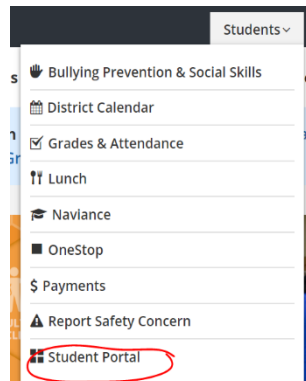 Students
Bullying Prevention & Social Skills
District Calendar
Grades & Attendance
Lunch
Naviance
OneStop
$ Payments
Report Safety Concern
Student Portal